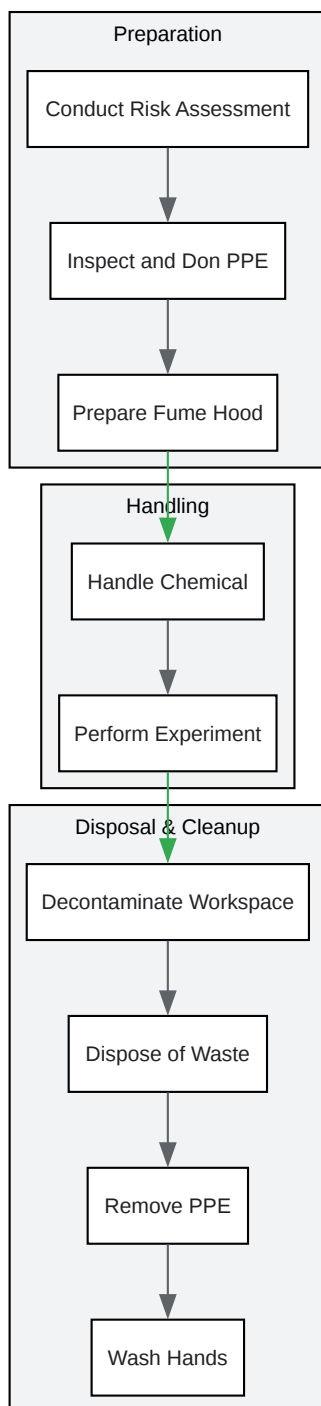 Preparation
Conduct Risk Assessment
Inspect and Don PPE
Prepare Fume Hood
Handling
Handle Chemical
Perform Experiment
Disposal & Cleanup
Decontaminate Workspace
Dispose of Waste
Remove PPE
Wash Hands